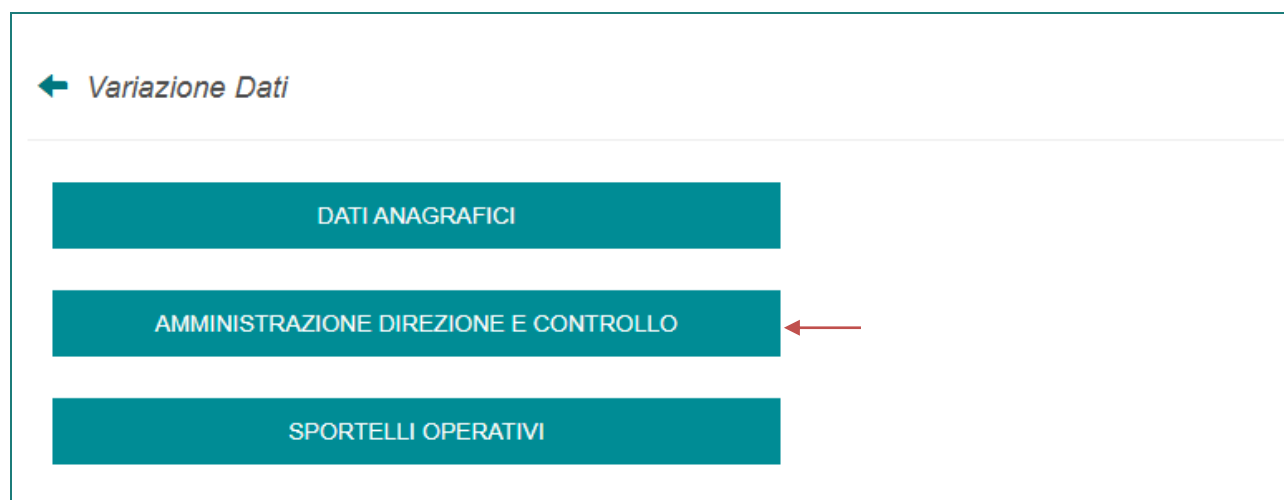 Variazione Dati
DATI ANAGRAFICI
AMMINISTRAZIONE DIREZIONE E CONTROLLO
SPORTELLI OPERATIVI